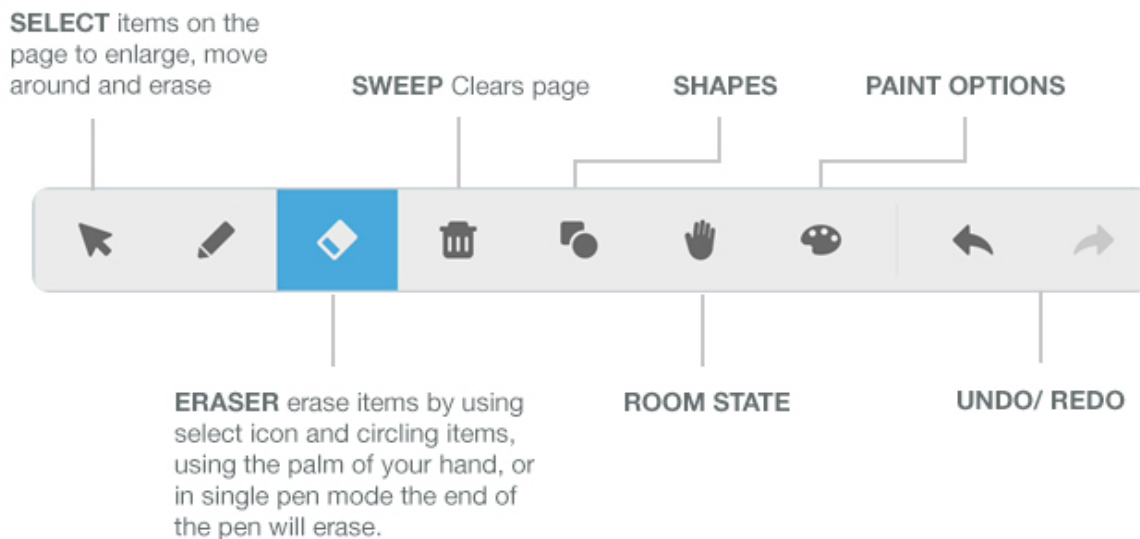 SELECT items on the
page to enlarge, move
around and erase
SWEEP Clears page
SHAPES
PAINT OPTIONS
ERASER erase items by using
select icon and circling items,
using the palm of your hand, or
in single pen mode the end of
the pen will erase.
ROOM STATE
UNDO/ REDO